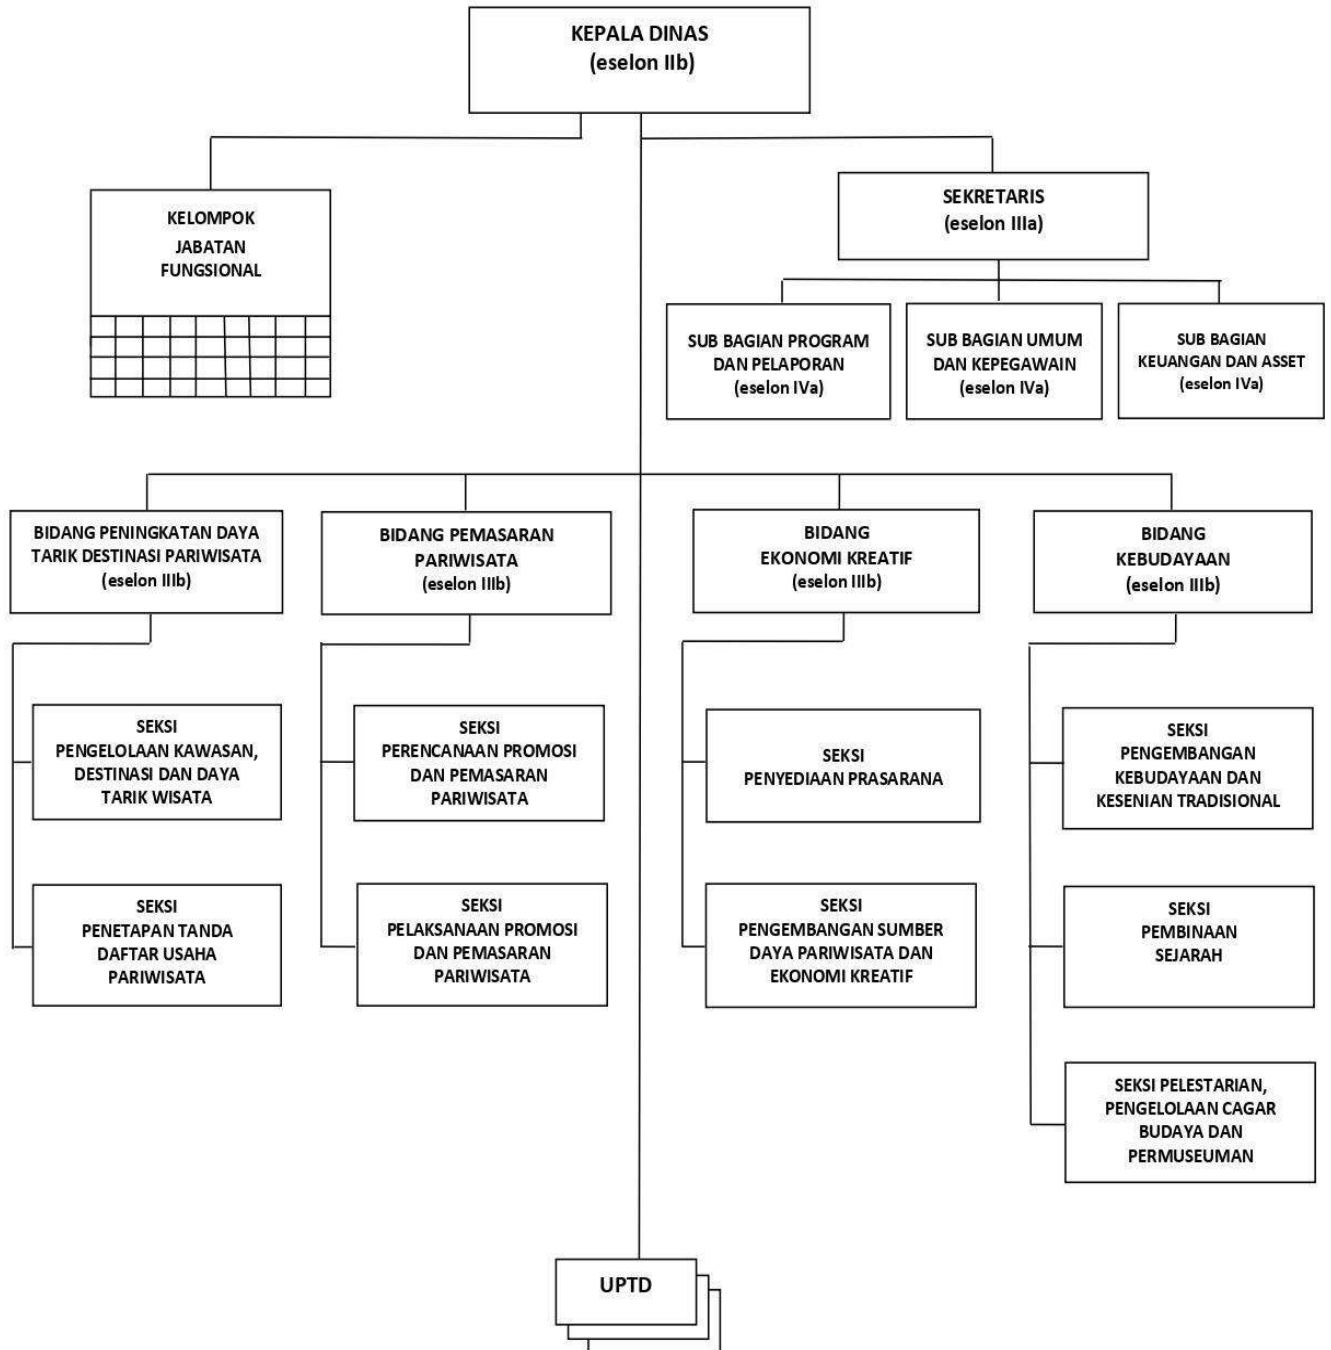 KEPALA DINAS
(eselon IIb)
KELOMPOK
JABATAN
FUNGSIONAL
SEKRETARIS
(eselon IIIa)
SUB BAGIAN PROGRAM
DAN PELAPORAN
(eselon IVa)
SUB BAGIAN UMUM
DAN KEPEGAWAIN
(eselon IVa)
SUB BAGIAN
KEUANGAN DAN ASSET
(eselon IVa)
BIDANG PENINGKATAN DAYA
TARIK DESTINASI PARIWISATA
(eselon IIIb)
BIDANG PEMASARAN
PARIWISATA
(eselon IIIb)
BIDANG
EKONOMI KREATIF
(eselon IIIb)
BIDANG
KEBUDAYAAN
(eselon IIIb)
SEKSI
PENGELOLAAN KAWASAN,
DESTINASI DAN DAYA
TARIK WISATA
SEKSI
PERENCANAAN PROMOSI
DAN PEMASARAN
PARIWISATA
SEKSI
PENYEDIAAN PRASARANA
SEKSI
PENGEMBANGAN
KEBUDAYAAN DAN
KESENIAN TRADISIONAL
SEKSI
PENETAPAN TANDA
DAFTAR USAHA
PARIWISATA
SEKSI
PELAKSANAAN PROMOSI
DAN PEMASARAN
PARIWISATA
SEKSI
PENGEMBANGAN SUMBER
DAYA PARIWISATA DAN
EKONOMI KREATIF
SEKSI
PEMBINAAN
SEJARAH
SEKSI PELESTARIAN,
PENGELOLAAN CAGAR
BUDAYA DAN
PERMUSEUMAN
UPTD